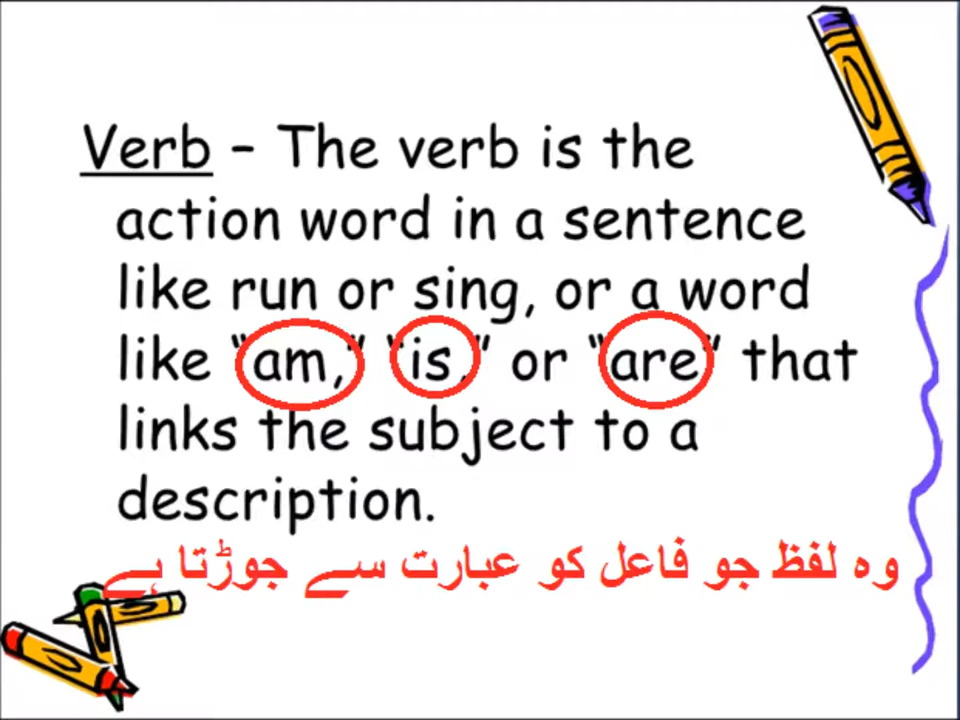 Verb – The verb is the
action word in a sentence
like run or sing, or a word
like “am,” “is,” or “are” that
links the subject to a
description.
وہ لفظ جو فاعل کو عبارت سے جوڑتا ہے